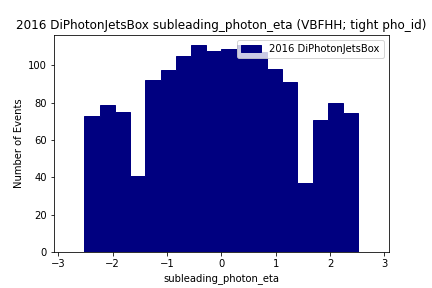 2016 DiPhotonJetsBox subleading_photon_eta (VBFHH; tight pho_id)
2016 DiPhotonJetsBox
Number of Events
100
80
60
40
20
0
−3 −2 −1 0 1 2 3
subleading_photon_eta